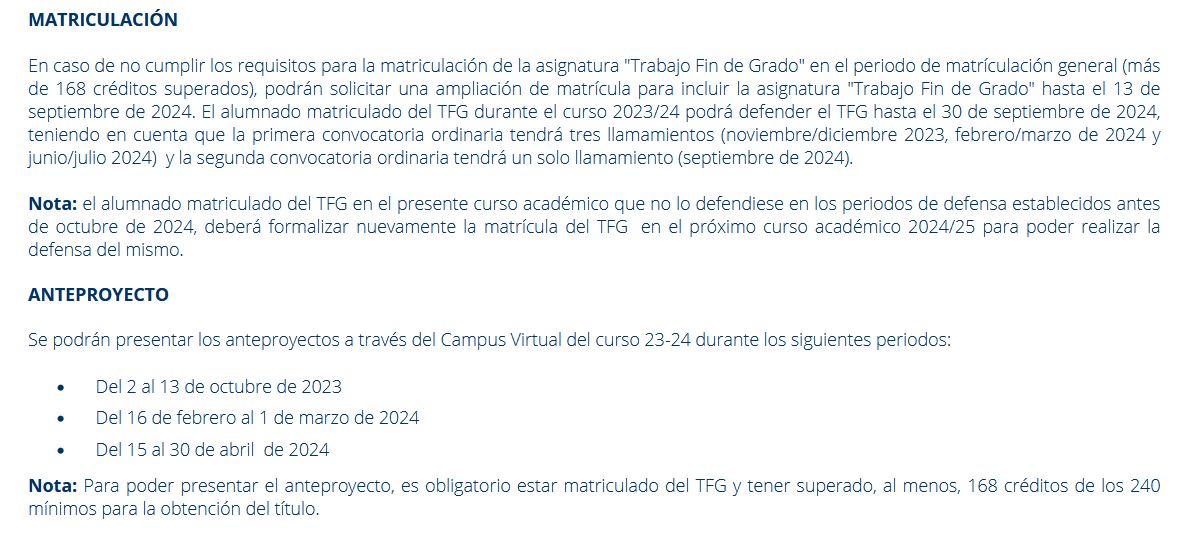 MATRICULACIÓN
En caso de no cumplir los requisitos para la matriculación de la asignatura "Trabajo Fin de Grado" en el periodo de matrículación general (más
de 168 créditos superados), podrán solicitar una ampliación de matrícula para incluir la asignatura "Trabajo Fin de Grado" hasta el 13 de
septiembre de 2024. El alumnado matriculado del TFG durante el curso 2023/24 podrá defender el TFG hasta el 30 de septiembre de 2024,
teniendo en cuenta que la primera convocatoria ordinaria tendrá tres llamamientos (noviembre/diciembre 2023, febrero/marzo de 2024 y
junio/julio 2024)  y la segunda convocatoria ordinaria tendrá un solo llamamiento (septiembre de 2024).
Nota: el alumnado matriculado del TFG en el presente curso académico que no lo defendiese en los periodos de defensa establecidos antes
de octubre de 2024, deberá formalizar nuevamente la matrícula del TFG  en el próximo curso académico 2024/25 para poder realizar la
defensa del mismo.
ANTEPROYECTO
Se podrán presentar los anteproyectos a través del Campus Virtual del curso 23-24 durante los siguientes periodos:
• Del 2 al 13 de octubre de 2023
• Del 16 de febrero al 1 de marzo de 2024
• Del 15 al 30 de abril  de 2024
Nota: Para poder presentar el anteproyecto, es obligatorio estar matriculado del TFG y tener superado, al menos, 168 créditos de los 240
mínimos para la obtención del título.